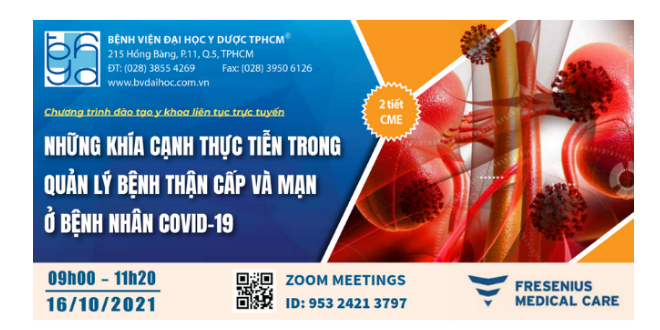 BỆNH VIỆN ĐẠI HỌC Y DƯỢC TPHCM®
215 Hồng Bàng, P.11, Q.5, TPHCM
ĐT: (028) 3855 4269 Fax: (028) 3950 6126
www.bvdaihoc.com.vn
Chương trình đào tạo y khoa liên tục trực tuyến
NHỮNG KHÍA CẠNH THỰC TIỄN TRONG
QUẢN LÝ BỆNH THẬN CẤP VÀ MẠN
Ở BỆNH NHÂN COVID-19
2 tiết
CME
09h00 - 11h20
16/10/2021
ZOOM MEETINGS
ID: 953 2421 3797
FRESENIUS
MEDICAL CARE